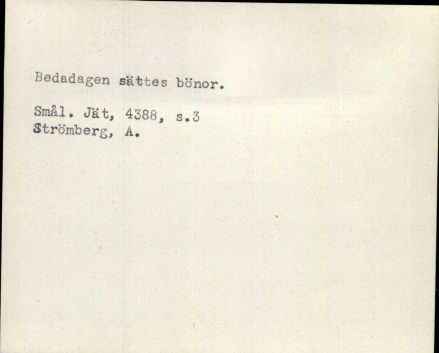 Bedadagen sättes bönor.
Smål. Jät, 4388, s.3
Strömberg, A.